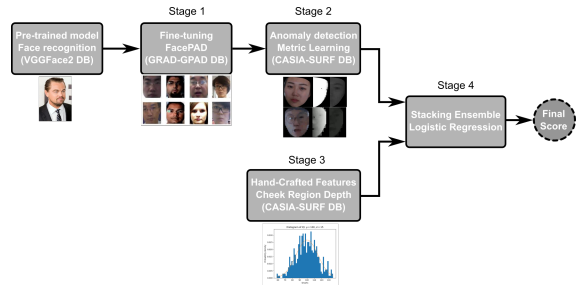 Stage 1
Stage 2
Pre-trained model
Face recognition
(VGGFace2 DB)
Fine-tuning
FacePAD
(GRAD-GPAD DB)
Anomaly detection
Metric Learning
(CASIA-SURF DB)
Stage 4
Stacking Ensemble
Logistic Regression
Final
Score
Stage 3
Hand-Crafted Features
Cheek Region Depth
(CASIA-SURF DB)